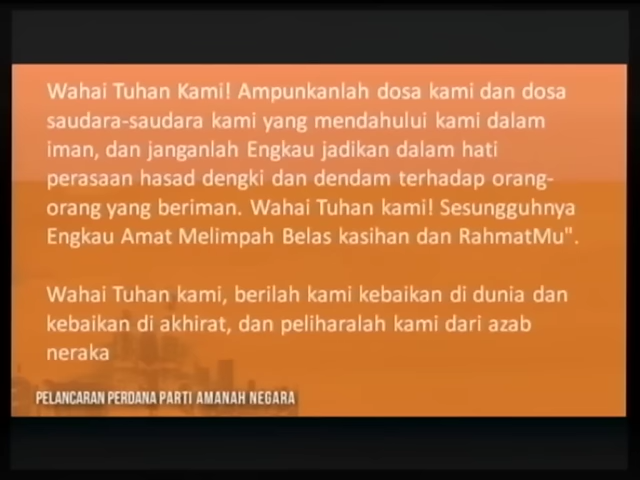 Wahai Tuhan Kami! Ampunkanlah dosa kami dan dosa
saudara-saudara kami yang mendahului kami dalam
iman, dan janganlah Engkau jadikan dalam hati
perasaan hasad dengki dan dendam terhadap orang-
orang yang beriman. Wahai Tuhan kami! Sesungguhnya
Engkau Amat Melimpah Belas kasihan dan RahmatMu".
Wahai Tuhan kami, berilah kami kebaikan di dunia dan
kebaikan di akhirat, dan peliharalah kami dari azab
neraka
PELANCARAN PERDANA PARTI AMANAH NEGARA